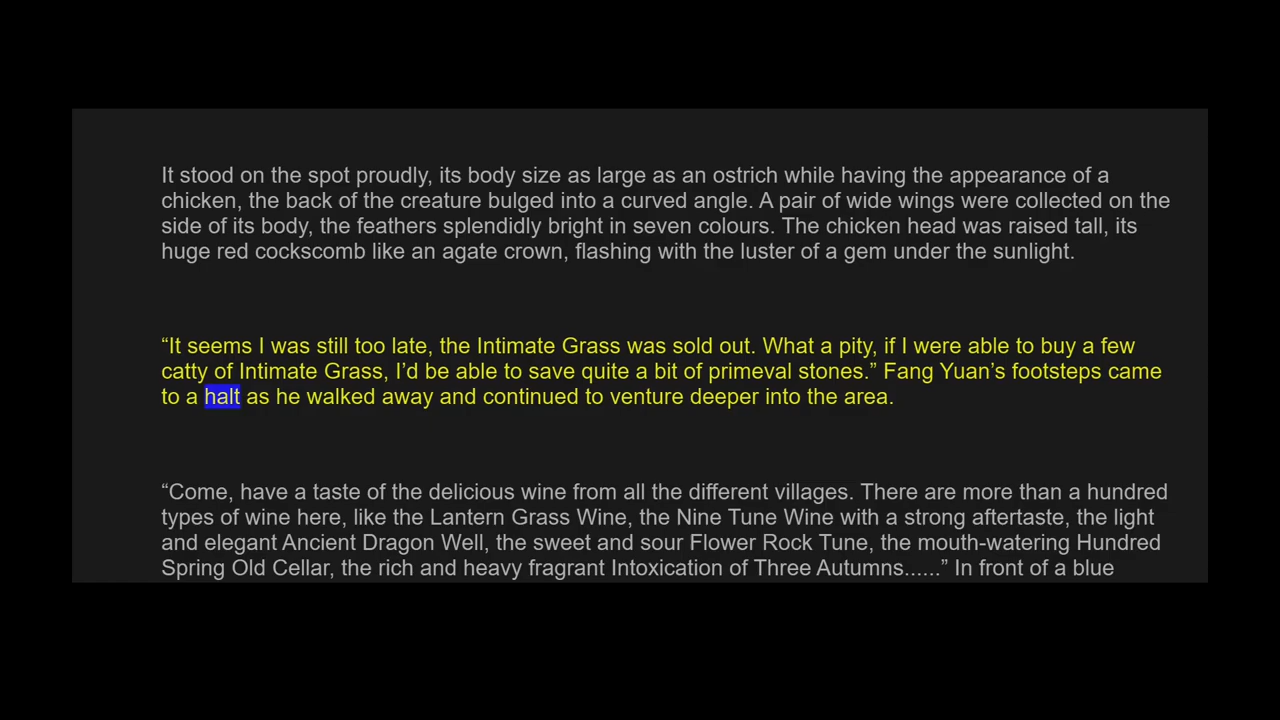 It stood on the spot proudly, its body size as large as an ostrich while having the appearance of a
chicken, the back of the creature bulged into a curved angle. A pair of wide wings were collected on the
side of its body, the feathers splendidly bright in seven colours. The chicken head was raised tall, its
huge red cockscomb like an agate crown, flashing with the luster of a gem under the sunlight.
“It seems I was still too late, the Intimate Grass was sold out. What a pity, if I were able to buy a few
catty of Intimate Grass, I’d be able to save quite a bit of primeval stones.” Fang Yuan’s footsteps came
to a halt as he walked away and continued to venture deeper into the area.
“Come, have a taste of the delicious wine from all the different villages. There are more than a hundred
types of wine here, like the Lantern Grass Wine, the Nine Tune Wine with a strong aftertaste, the light
and elegant Ancient Dragon Well, the sweet and sour Flower Rock Tune, the mouth-watering Hundred
Spring Old Cellar, the rich and heavy fragrant Intoxication of Three Autumns......” In front of a blue